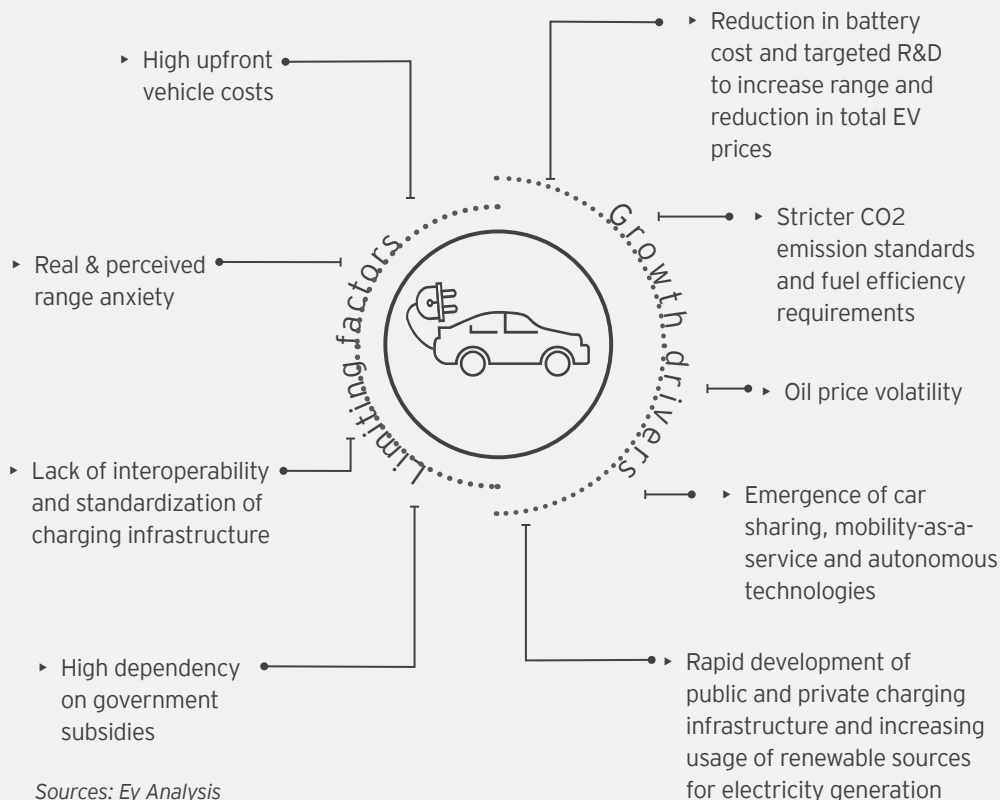 High upfront
vehicle costs
Real & perceived
range anxiety
Lack of interoperability
and standardization of
charging infrastructure
High dependency
on government
subsidies
Limiting factors
Growth drivers
Reduction in battery
cost and targeted R&D
to increase range and
reduction in total EV
prices
Stricter CO2
emission standards
and fuel efficiency
requirements
Oil price volatility
Emergence of car
sharing, mobility-as-a-
service and autonomous
technologies
Rapid development of
public and private charging
infrastructure and increasing
usage of renewable sources
for electricity generation
Sources: Ey Analysis